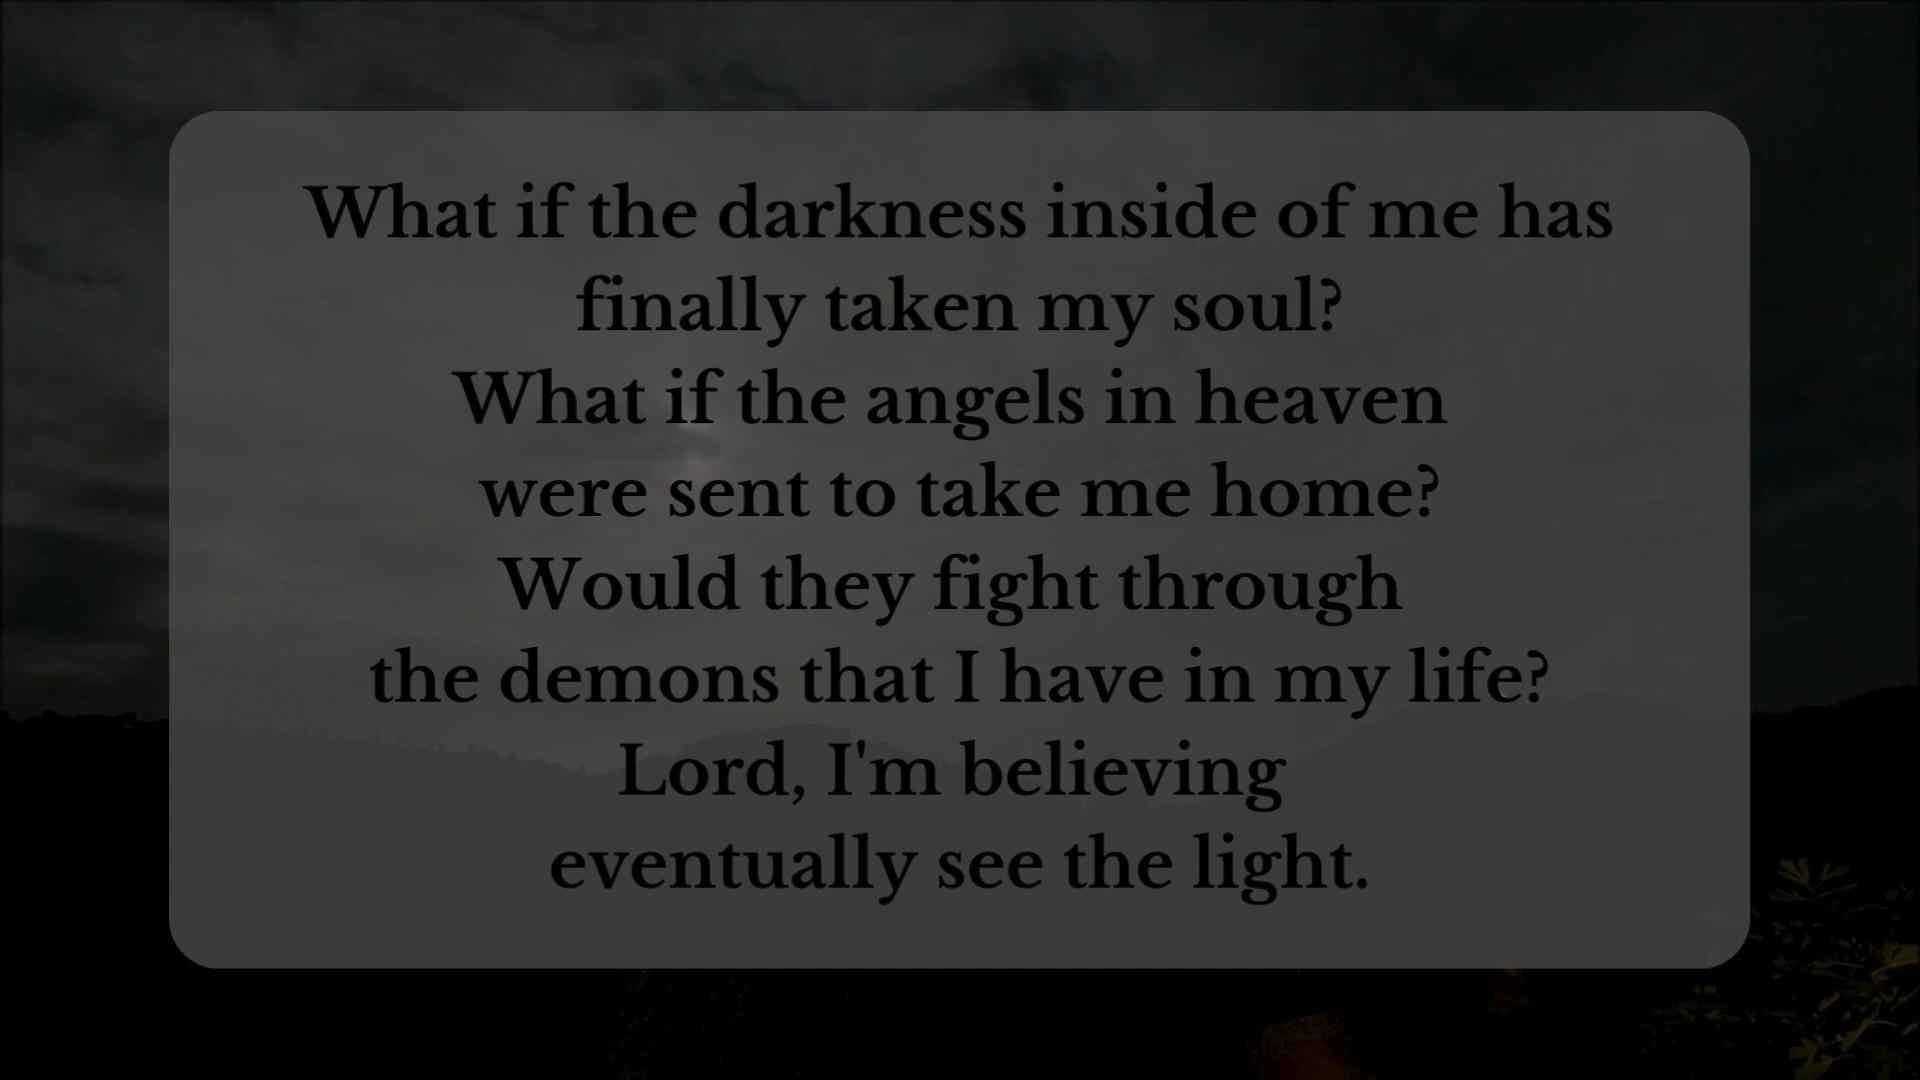 What if the darkness inside of me has
finally taken my soul?
What if the angels in heaven
were sent to take me home?
Would they fight through
the demons that I have in my life?
Lord, I'm believing
eventually see the light.